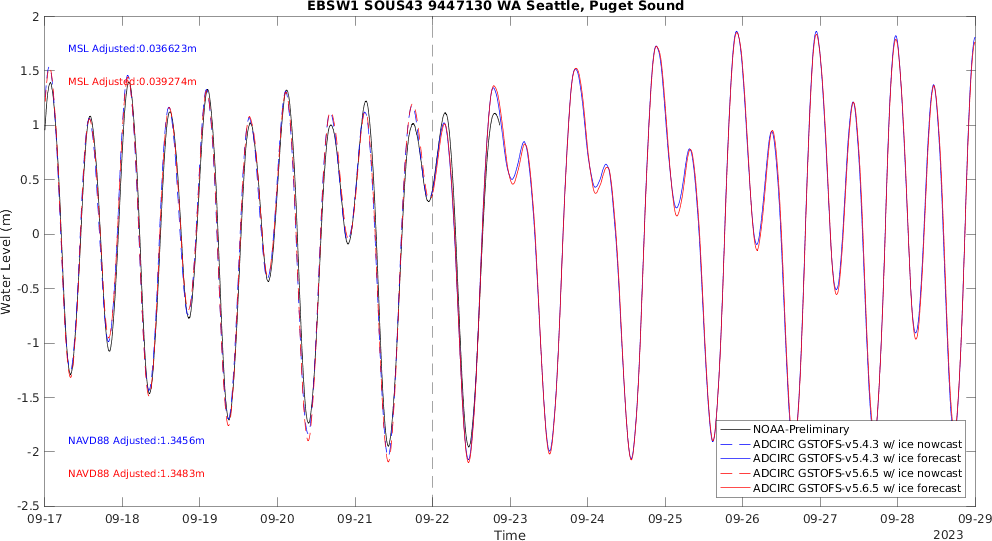 EBSW1 SOUS43 9447130 WA Seattle, Puget Sound
2
1.5
1
0.5
0
-0.5
-1
-1.5
-2
-2.5
Water Level (m)
MSL Adjusted:0.036623m
MSL Adjusted:0.039274m
NAVD88 Adjusted:1.3456m
NAVD88 Adjusted:1.3483m
NOAA-Preliminary
ADCIRC GSTOFS-v5.4.3 w/ ice nowcast
ADCIRC GSTOFS-v5.4.3 w/ ice forecast
ADCIRC GSTOFS-v5.6.5 w/ ice nowcast
ADCIRC GSTOFS-v5.6.5 w/ ice forecast
09-17 09-18 09-19 09-20 09-21 09-22 09-23 09-24 09-25 09-26 09-27 09-28 09-29
Time
2023